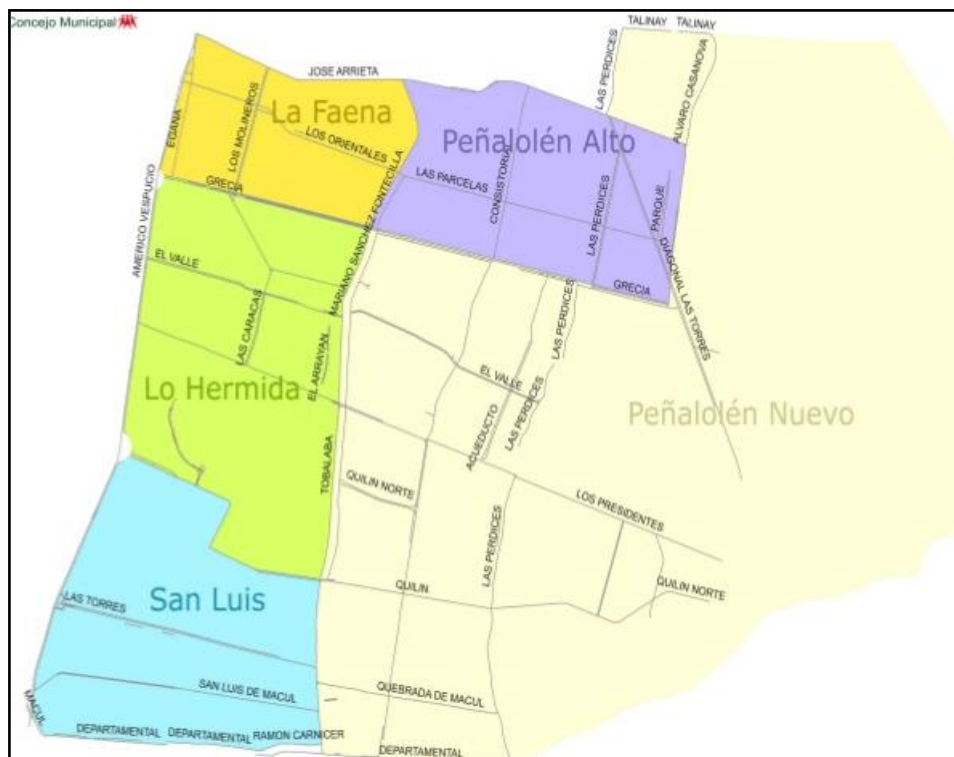 Concejo Municipal
TALINAY TALINAY
JOSE ARRIETA
LAS PERDICES
ALVARO CASANOVA
La Faena
EGAÑA
LOS MOLINEROS
LOS ORIENTALES
Peñalolén Alto
GRECIA
LAS PARCELAS
CONSISTORIAL
LAS PERDICES
PARQUE
MARIANO SANCHEZ FONTECILLA
AMERICO VESPUCIO
EL VALLE
DIAGONAL LAS TORRES
GRECIA
LAS CARACAS
EL ARRAYAN
LAS PERDICES
EL VALLE
Lo Hermida
LAS PERDICES
Peñalolén Nuevo
ACUEDUCTO
TOBALABA
QUILIN NORTE
LOS PRESIDENTES
LAS PERDICES
QUILIN
QUILIN NORTE
San Luis
LAS TORRES
SAN LUIS DE MACUL
QUEBRADA DE MACUL
MACUL
DEPARTAMENTAL DEPARTAMENTAL RAMON CARNICER
DEPARTAMENTAL